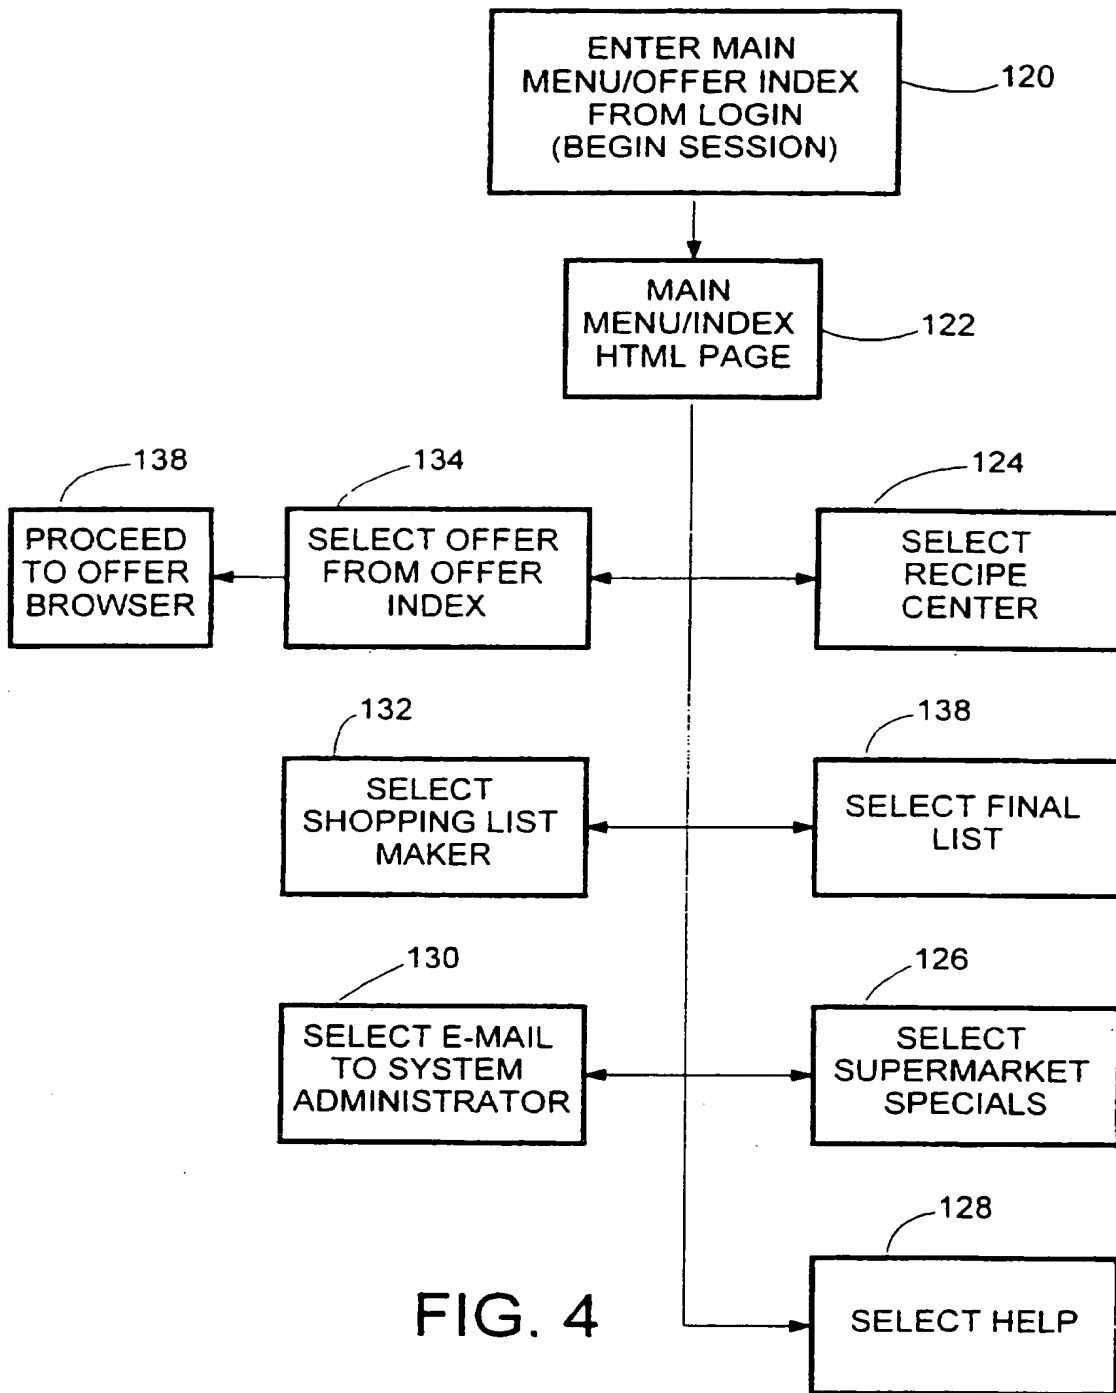 ENTER MAIN
MENU/OFFER INDEX
FROM LOGIN
(BEGIN SESSION)
120
MAIN
MENU/INDEX
HTML PAGE
122
138
PROCEED
TO OFFER
BROWSER
134
SELECT OFFER
FROM OFFER
INDEX
124
SELECT
RECIPE
CENTER
132
SELECT
SHOPPING LIST
MAKER
138
SELECT FINAL
LIST
130
SELECT E-MAIL
TO SYSTEM
ADMINISTRATOR
126
SELECT
SUPERMARKET
SPECIALS
128
SELECT HELP
FIG. 4